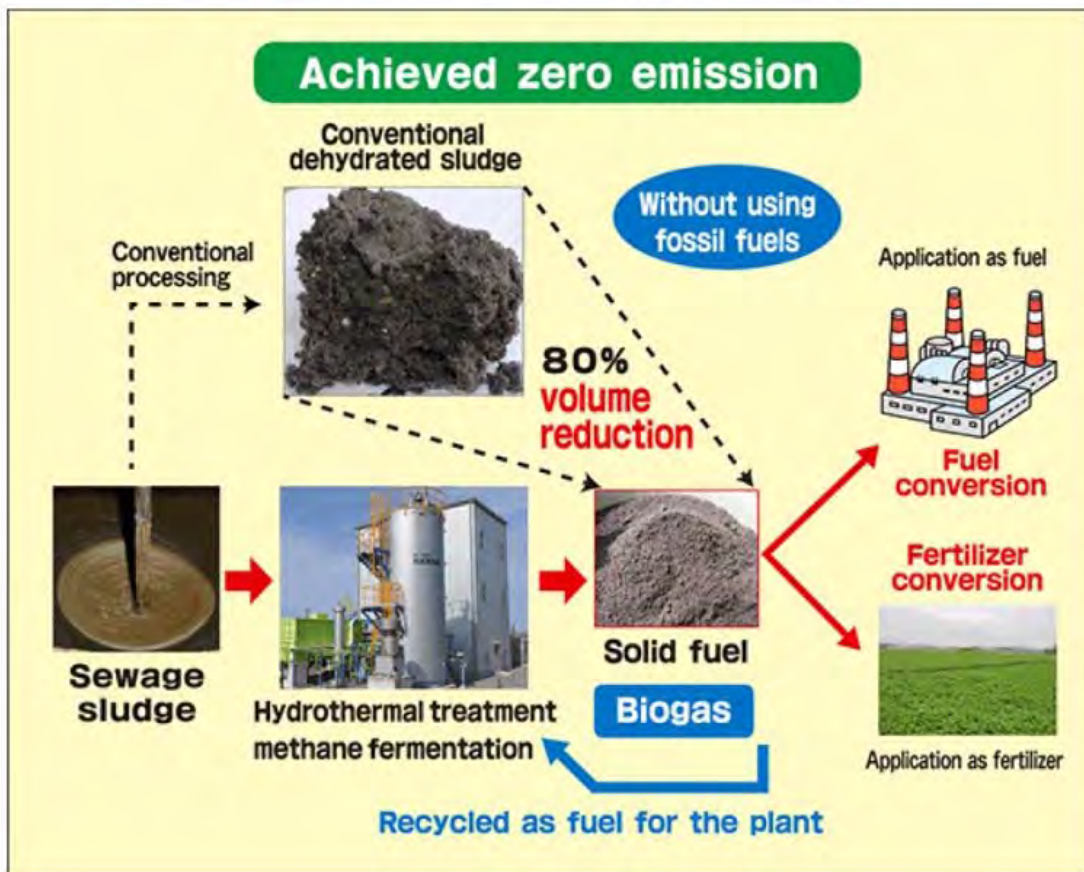 Achieved zero emission
Conventional
dehydrated sludge
Without using
fossil fuels
Conventional
processing
Application as fuel
80%
volume
reduction
Fuel
conversion
Fertilizer
conversion
Sewage
sludge
Hydrothermal treatment
methane fermentation
Solid fuel
Biogas
Application as fertilizer
Recycled as fuel for the plant